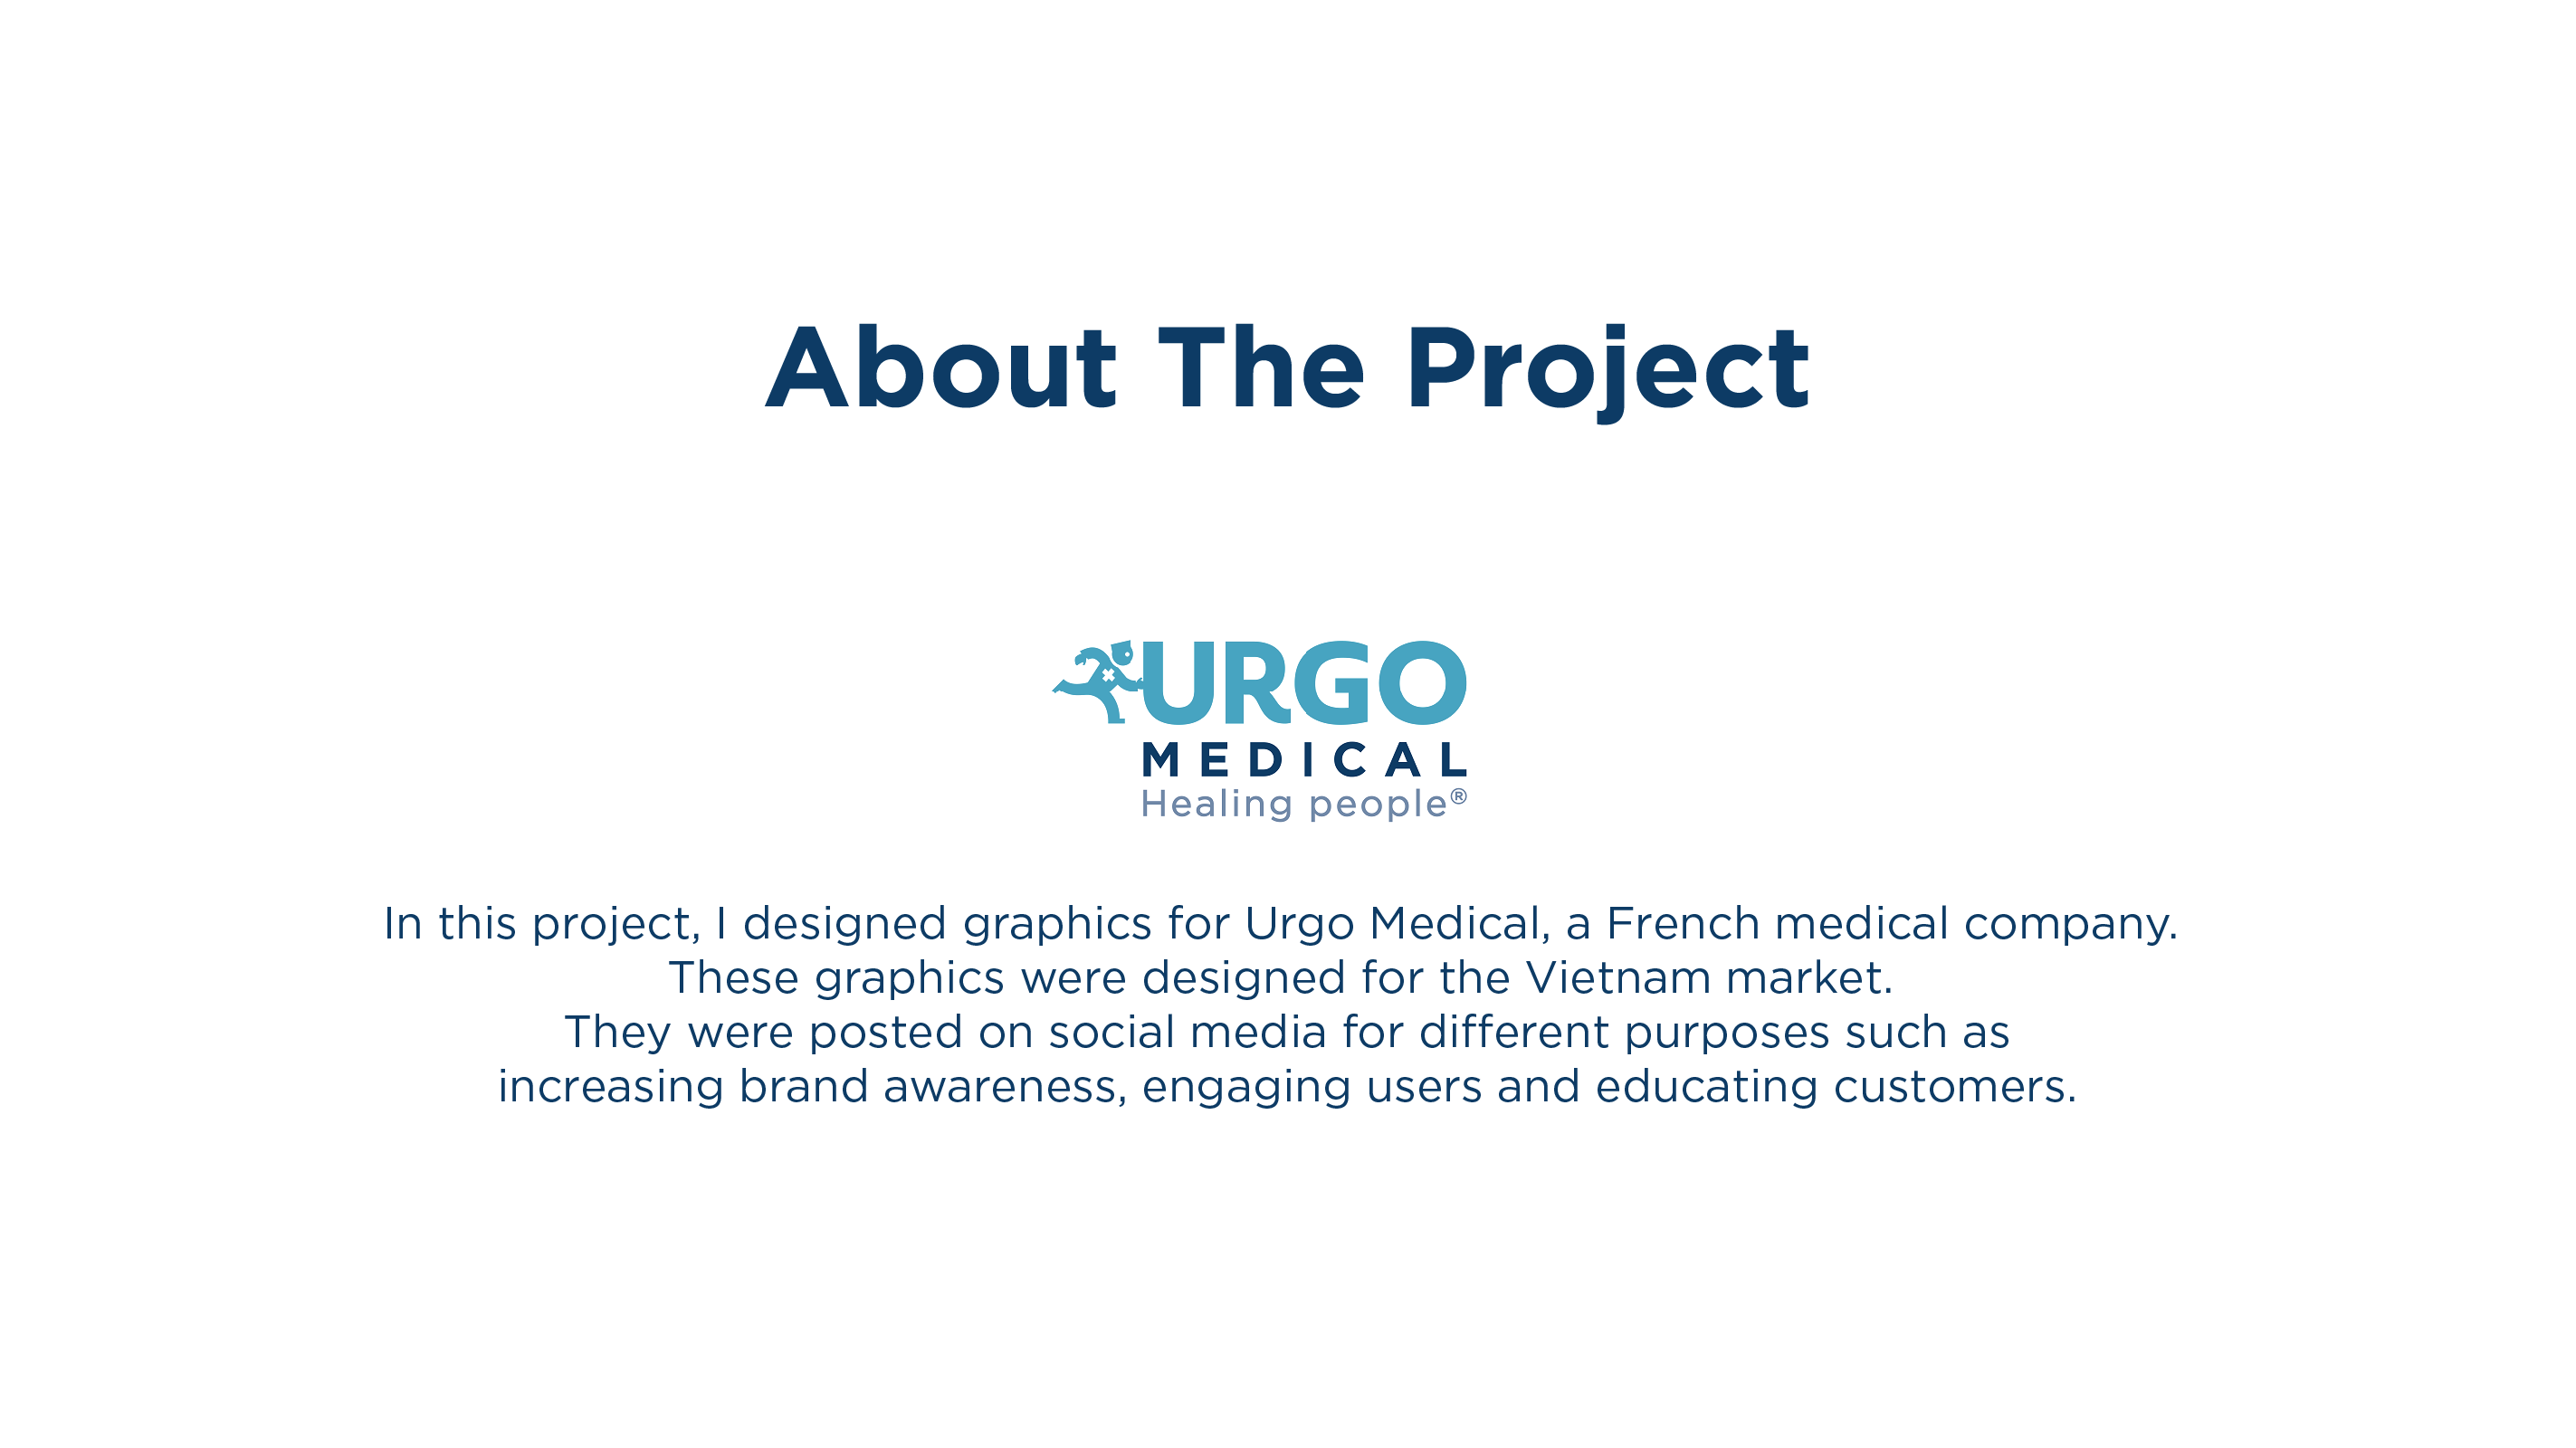 About The Project
URGO
MEDICAL
Healing people®
In this project, I designed graphics for Urgo Medical, a French medical company.
These graphics were designed for the Vietnam market.
They were posted on social media for different purposes such as
increasing brand awareness, engaging users and educating customers.